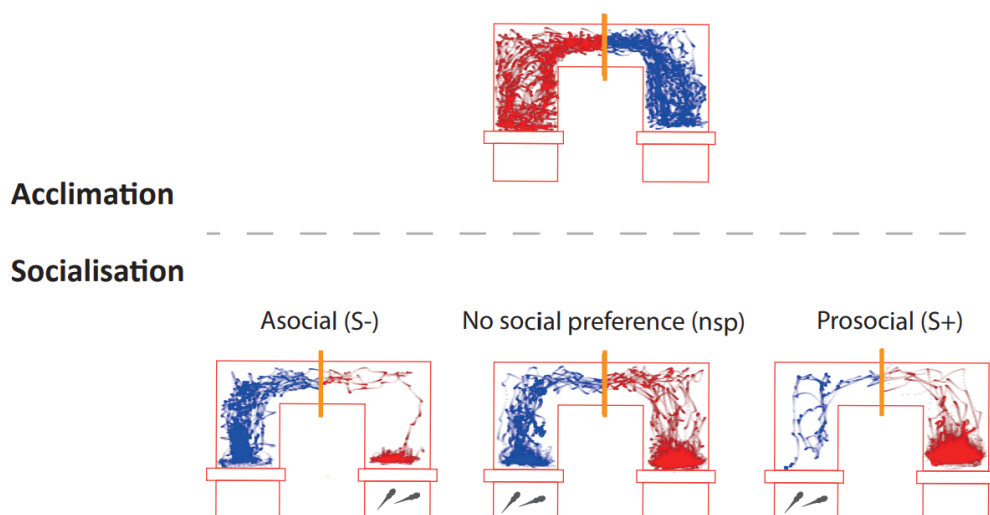 Acclimation
Socialisation
Asocial (S-)
No social preference (nsp)
Prosocial (S+)